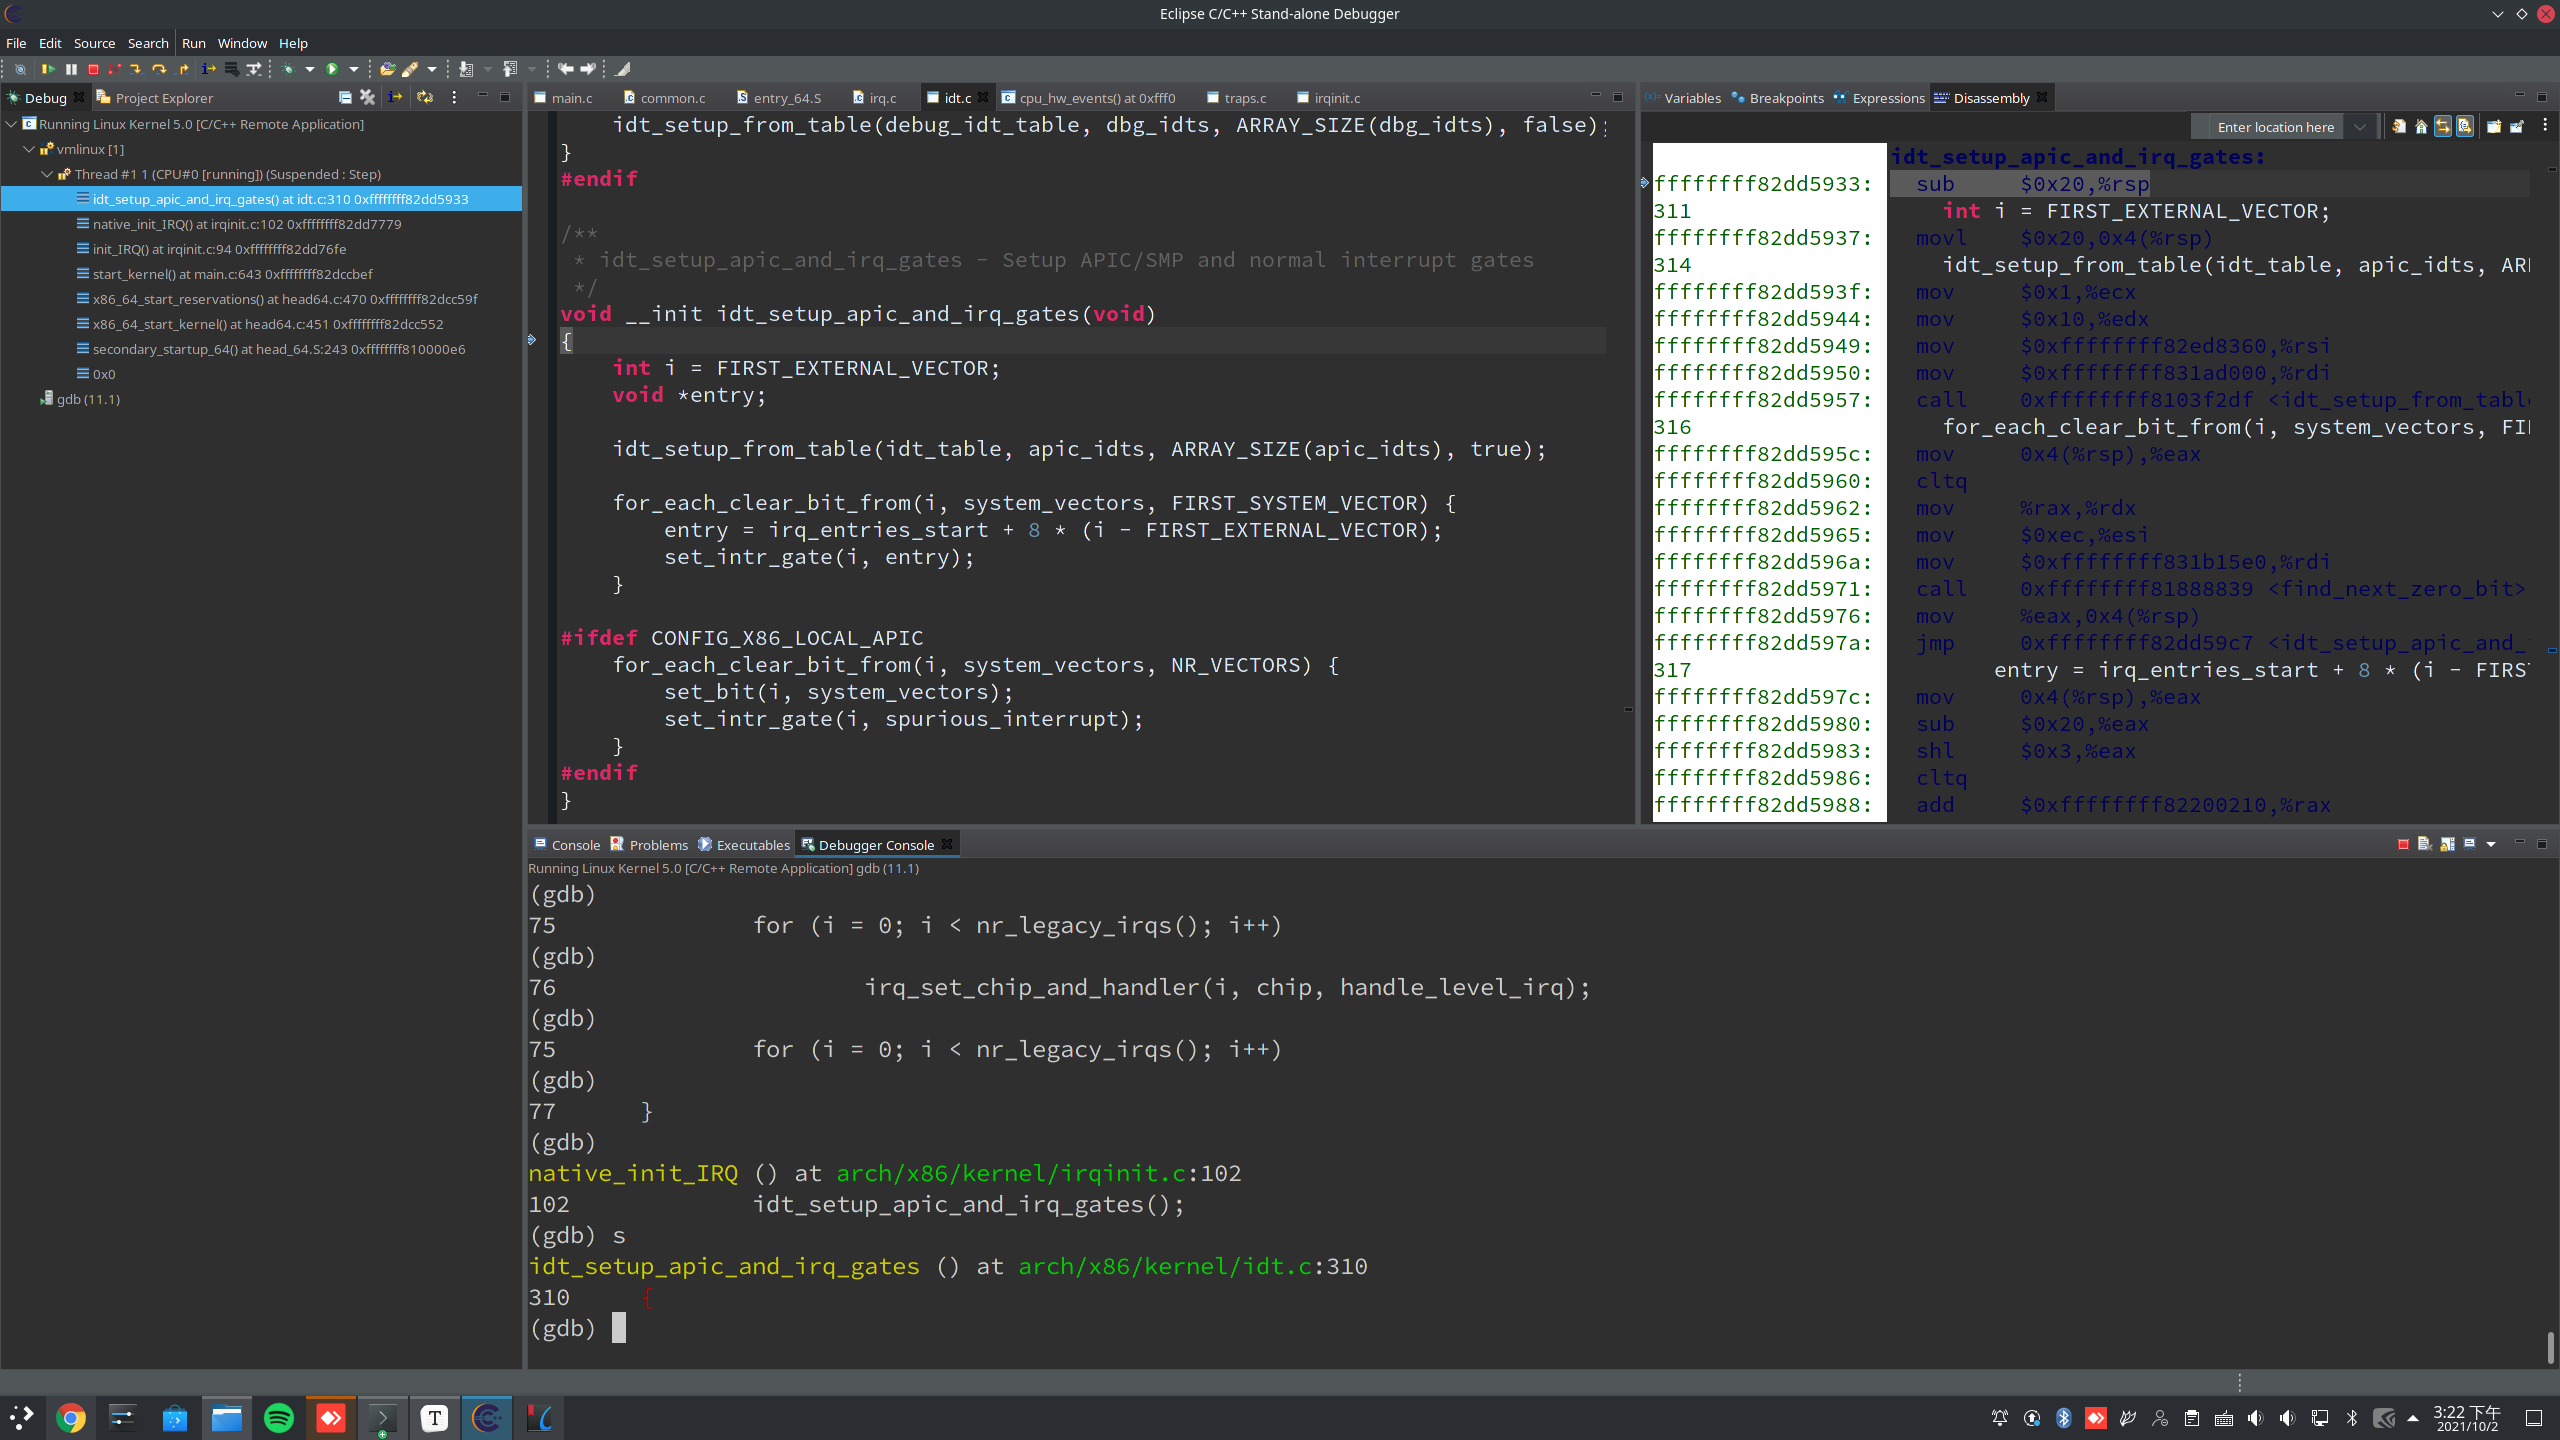 Eclipse C/C++ Stand-alone Debugger
File Edit Source Search Run Window Help
Debug Project Explorer
Running Linux Kernel 5.0 [C/C++ Remote Application]
vmlinux [1]
Thread #1 1 (CPU#0 [running]) (Suspended : Step)
idt_setup_apic_and_irq_gates() at idt.c:310 0xffffffff82dd5933
native_init_IRQ() at irqinit.c:102 0xffffffff82dd7779
init_IRQ() at irqinit.c:94 0xffffffff82dd76fe
start_kernel() at main.c:643 0xffffffff82dccbef
x86_64_start_reservations() at head64.c:470 0xffffffff82dcc59f
x86_64_start_kernel() at head64.c:451 0xffffffff82dcc552
secondary_startup_64() at head_64.S:243 0xffffffff810000e6
0x0
gdb (11.1)
main.c common.c entry_64.S irq.c idt.c cpu_hw_events() at 0xfff0 traps.c irqinit.c
idt_setup_from_table(debug_idt_table, dbg_idts, ARRAY_SIZE(dbg_idts), false);
}
#endif
/**
* idt_setup_apic_and_irq_gates - Setup APIC/SMP and normal interrupt gates
*/
void __init idt_setup_apic_and_irq_gates(void)
{
int i = FIRST_EXTERNAL_VECTOR;
void *entry;
idt_setup_from_table(idt_table, apic_idts, ARRAY_SIZE(apic_idts), true);
for_each_clear_bit_from(i, system_vectors, FIRST_SYSTEM_VECTOR) {
entry = irq_entries_start + 8 * (i - FIRST_EXTERNAL_VECTOR);
set_intr_gate(i, entry);
}
#ifdef CONFIG_X86_LOCAL_APIC
for_each_clear_bit_from(i, system_vectors, NR_VECTORS) {
set_bit(i, system_vectors);
set_intr_gate(i, spurious_interrupt);
}
#endif
}
Variables Breakpoints Expressions Disassembly
Enter location here
idt_setup_apic_and_irq_gates:
ffffffff82dd5933: sub $0x20,%rsp
311 int i = FIRST_EXTERNAL_VECTOR;
ffffffff82dd5937: movl $0x20,0x4(%rsp)
314 idt_setup_from_table(idt_table, apic_idts, ARR
ffffffff82dd593f: mov $0x1,%ecx
ffffffff82dd5944: mov $0x10,%edx
ffffffff82dd5949: mov $0xffffffff82ed8360,%rsi
ffffffff82dd5950: mov $0xffffffff831ad000,%rdi
ffffffff82dd5957: call 0xffffffff8103f2df <idt_setup_from_tabl
316 for_each_clear_bit_from(i, system_vectors, FI
ffffffff82dd595c: mov 0x4(%rsp),%eax
ffffffff82dd5960: cltq
ffffffff82dd5962: mov %rax,%rdx
ffffffff82dd5965: mov $0xec,%esi
ffffffff82dd596a: mov $0xffffffff831b15e0,%rdi
ffffffff82dd5971: call 0xffffffff81888839 <find_next_zero_bit>
ffffffff82dd5976: mov %eax,0x4(%rsp)
ffffffff82dd597a: jmp 0xffffffff82dd59c7 <idt_setup_apic_and_
317 entry = irq_entries_start + 8 * (i - FIRS
ffffffff82dd597c: mov 0x4(%rsp),%eax
ffffffff82dd5980: sub $0x20,%eax
ffffffff82dd5983: shl $0x3,%eax
ffffffff82dd5986: cltq
ffffffff82dd5988: add $0xffffffff82200210,%rax
Console Problems Executables Debugger Console
Running Linux Kernel 5.0 [C/C++ Remote Application] gdb (11.1)
(gdb)
75 for (i = 0; i < nr_legacy_irqs(); i++)
(gdb)
76 irq_set_chip_and_handler(i, chip, handle_level_irq);
(gdb)
75 for (i = 0; i < nr_legacy_irqs(); i++)
(gdb)
77 }
(gdb)
native_init_IRQ () at arch/x86/kernel/irqinit.c:102
102 idt_setup_apic_and_irq_gates();
(gdb) s
idt_setup_apic_and_irq_gates () at arch/x86/kernel/idt.c:310
310 {
(gdb)
3:22 下午
2021/10/2